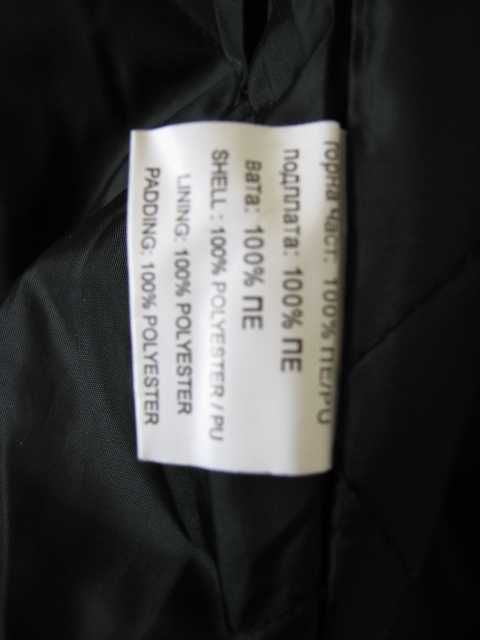 горна част: 100% ПЕ/PU
подплата: 100% ПЕ
вата: 100% ПЕ
SHELL : 100% POLYESTER / PU
LINING: 100% POLYESTER
PADDING: 100% POLYESTER